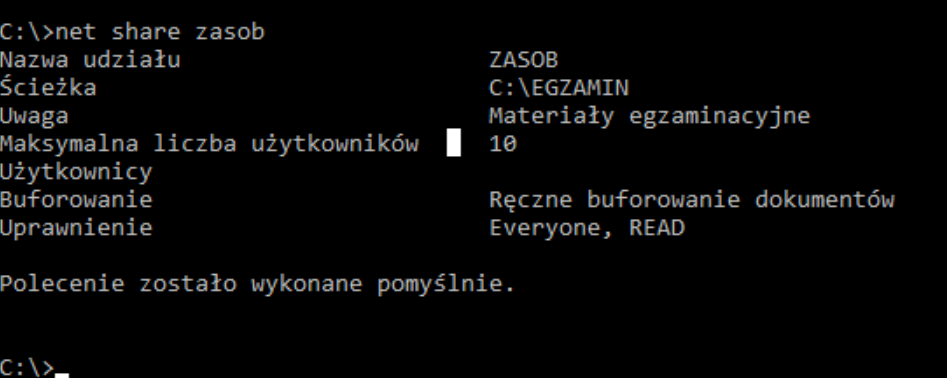 C:\>net share zasob
Nazwa udziału ZASOB
Ścieżka C:\EGZAMIN
Uwaga Materiały egzaminacyjne
Maksymalna liczba użytkowników 10
Użytkownicy
Buforowanie Ręczne buforowanie dokumentów
Uprawnienie Everyone, READ
Polecenie zostało wykonane pomyślnie.
C:\>_